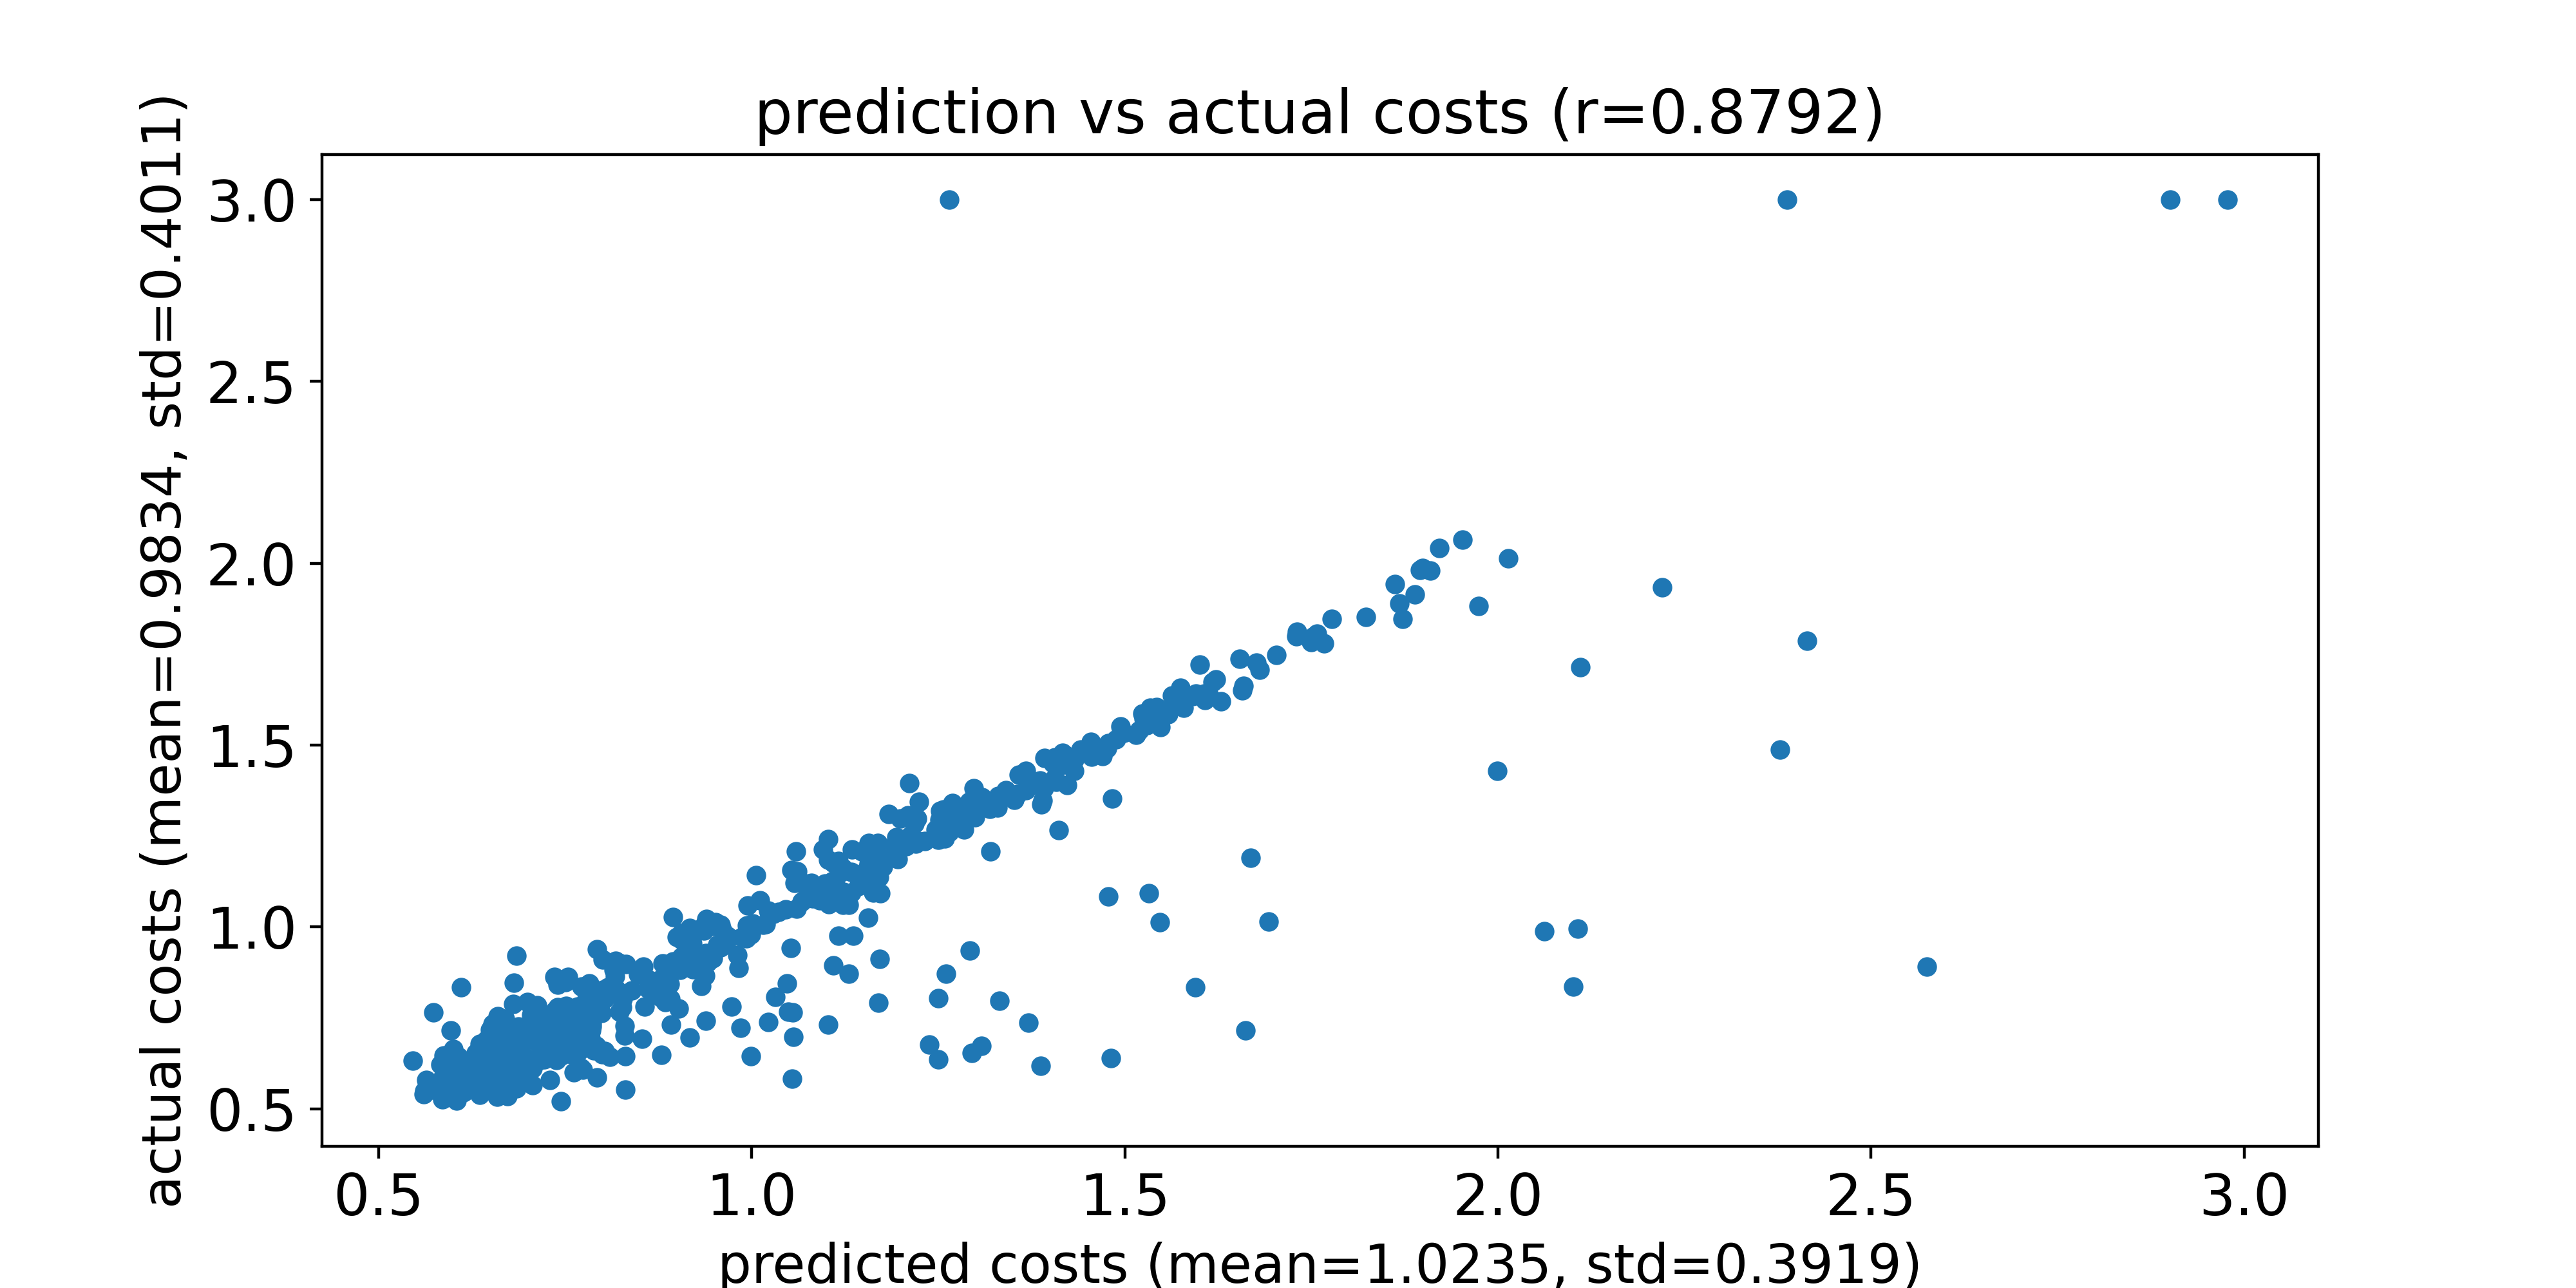 prediction vs actual costs (r=0.8792)
actual costs (mean=0.9834, std=0.4011)
3.0
2.5
2.0
1.5
1.0
0.5
0.5 1.0 1.5 2.0 2.5 3.0
predicted costs (mean=1.0235, std=0.3919)